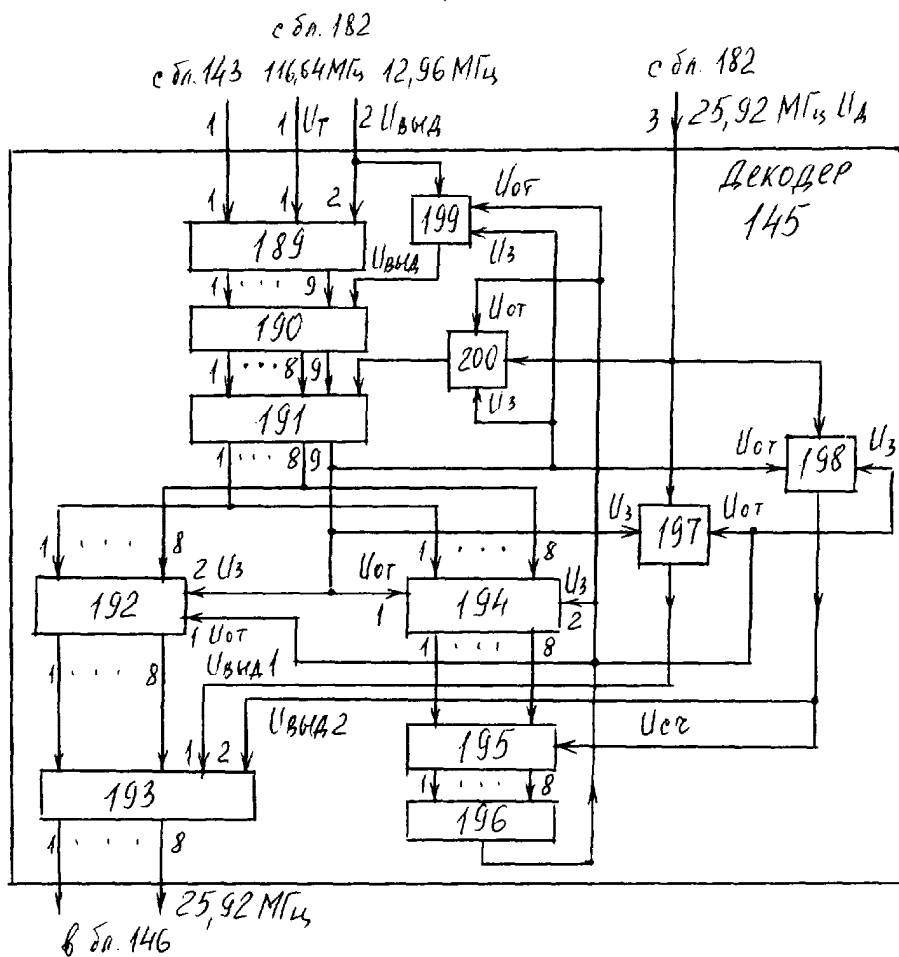 с бл. 182
с бл. 143 116,64 МГц 12,96 МГц
с бл. 182
1 1 Uт 2 Uвыд
3 25,92 МГц Uд
Декодер
145
1 1 2
199
Uот
Uз
189
Uвыд
1 ... 9
190
Uот
200
1 ... 8 9
Uз
191
1 ... 8 9
Uот
198
Uз
Uз
197
Uот
1 .... 8
1 ... 8
2 Uз
Uот
Uз
192
1
194
2
1 Uот
1 ... 8
1 ... 8
Uвыд1
Uвыд2
Uсч
195
1 2
193
1 ... 8
196
1 .... 8
25,92 МГц
в бл. 146